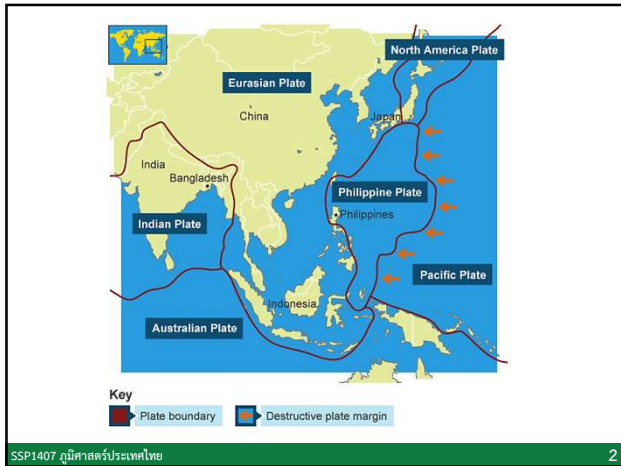 North America Plate
Eurasian Plate
China
Japan
India
Bangladesh
Philippine Plate
Philippines
Indian Plate
Pacific Plate
Indonesia
Australian Plate
Key
Plate boundary
Destructive plate margin
SSP1407 ภูมิศาสตร์ประเทศไทย
2